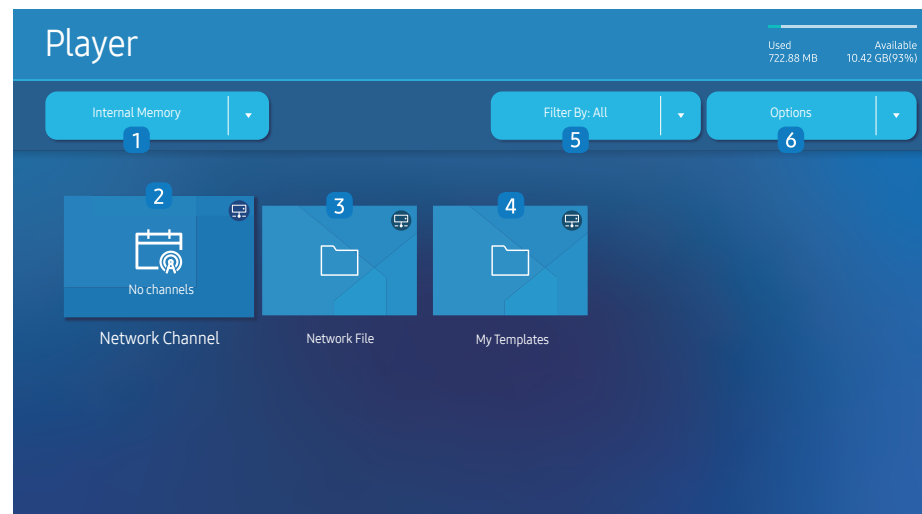 Player
Used Available
722.88 MB 10.42 GB(93%)
Internal Memory
Filter By: All
Options
1
5
6
2
3
4
No channels
Network Channel
Network File
My Templates